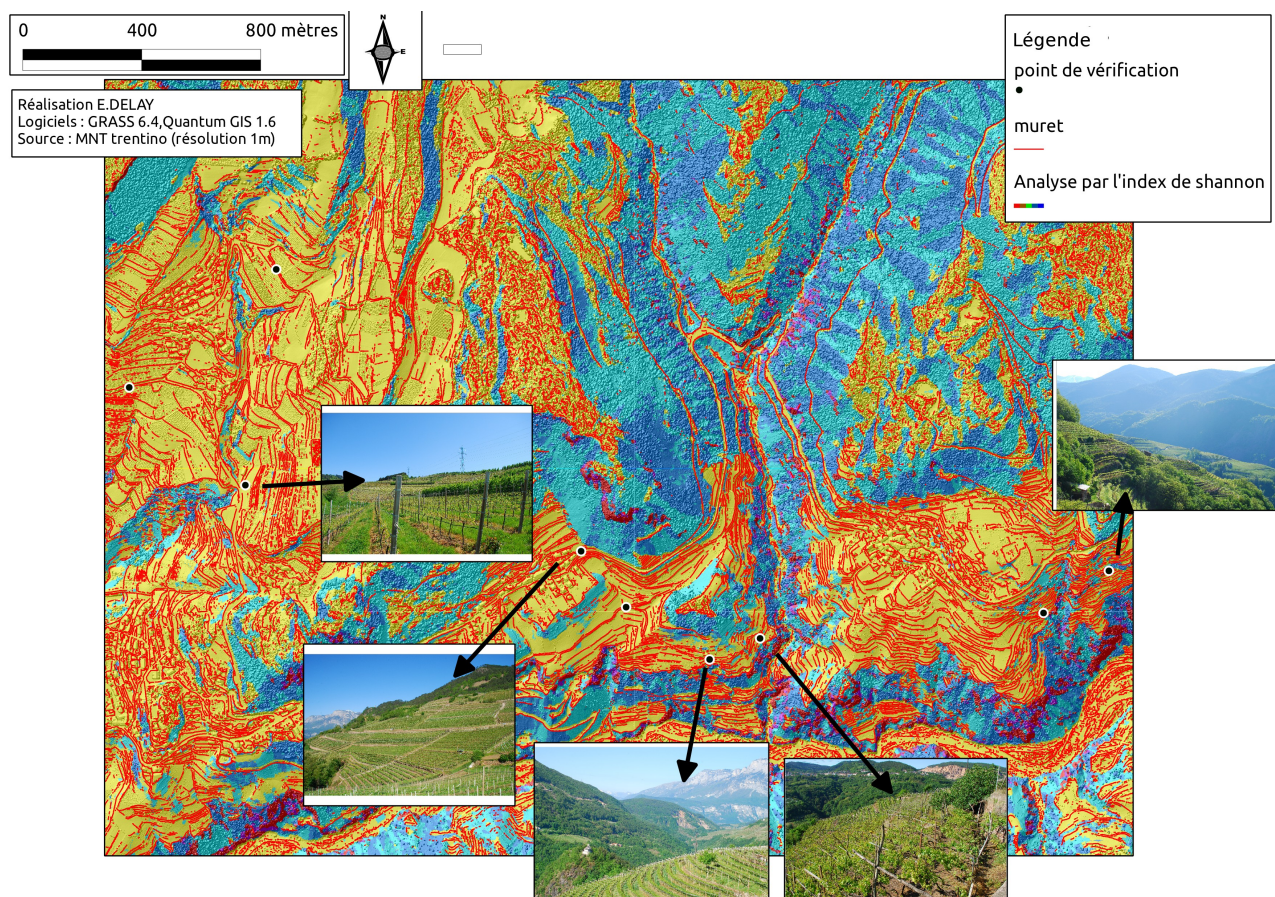 0 400 800 mètres
N
E
Réalisation E.DELAY
Logiciels : GRASS 6.4,Quantum GIS 1.6
Source : MNT trentino (résolution 1m)
Légende
point de vérification
muret
Analyse par l'index de shannon